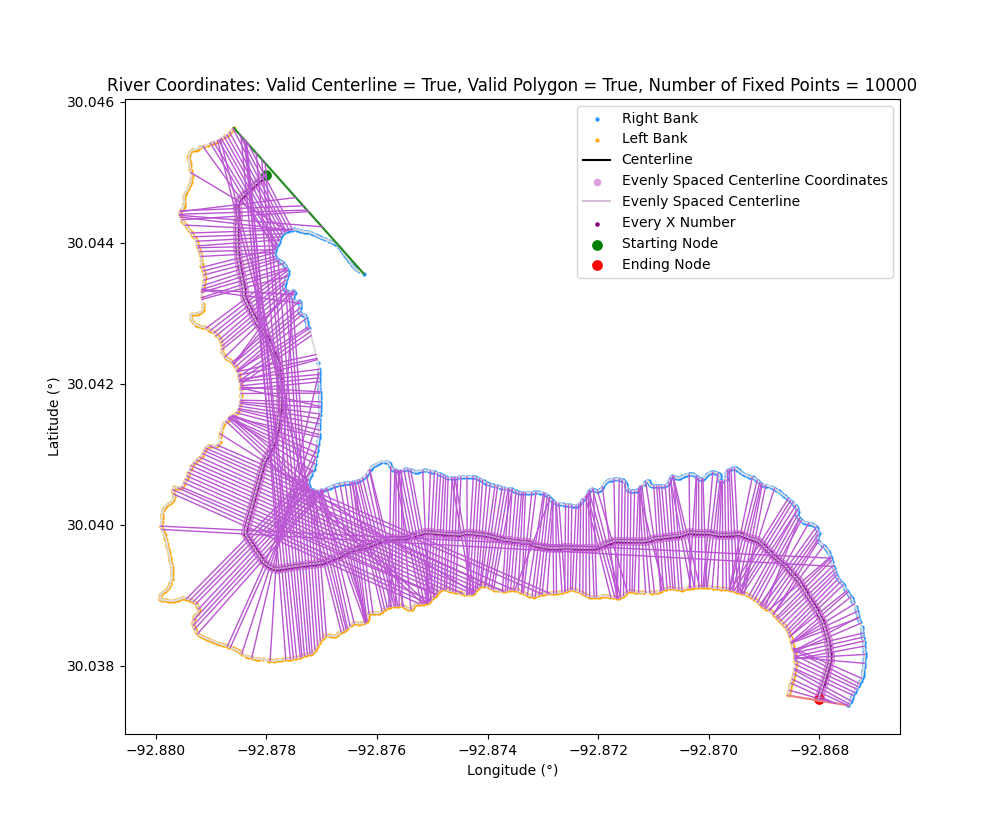 River Coordinates: Valid Centerline = True, Valid Polygon = True, Number of Fixed Points = 10000
30.046
30.044
30.042
30.040
30.038
Latitude (°)
Right Bank
Left Bank
Centerline
Evenly Spaced Centerline Coordinates
Evenly Spaced Centerline
Every X Number
Starting Node
Ending Node
−92.880 −92.878 −92.876 −92.874 −92.872 −92.870 −92.868
Longitude (°)